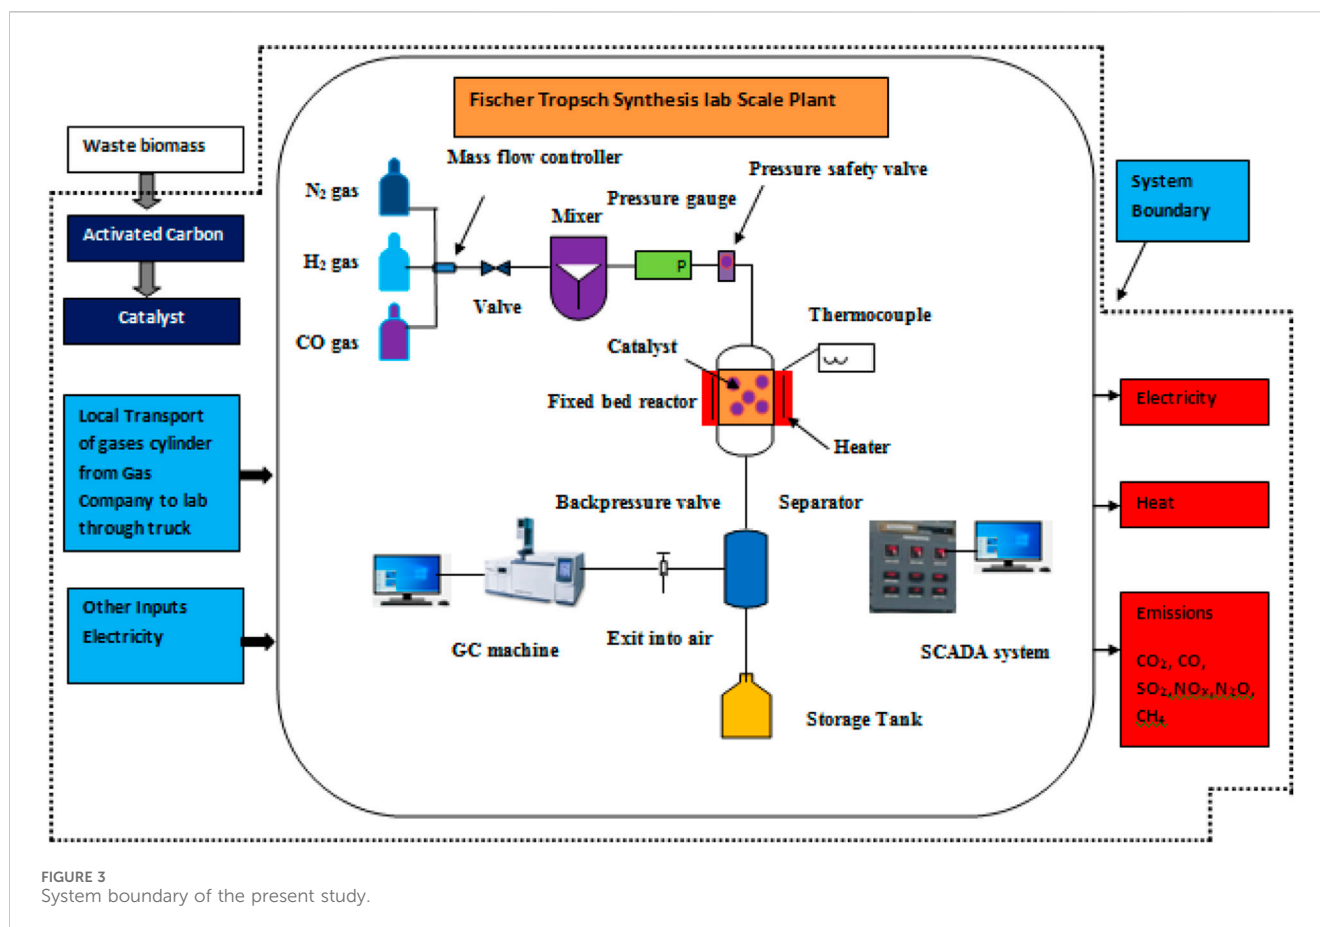 Fischer Tropsch Synthesis lab Scale Plant
Waste biomass
Activated Carbon
Catalyst
Local Transport
of gases cylinder
from Gas
Company to lab
through truck
Other Inputs
Electricity
Mass flow controller
N₂ gas
H₂ gas
CO gas
Valve
Mixer
Pressure gauge
P
Pressure safety valve
Thermocouple
Catalyst
Fixed bed reactor
Heater
Backpressure valve
Separator
GC machine
Exit into air
SCADA system
Storage Tank
System
Boundary
Electricity
Heat
Emissions
CO₂, CO,
SO₂,NOₓ,N₂O,
CH₄
FIGURE 3
System boundary of the present study.